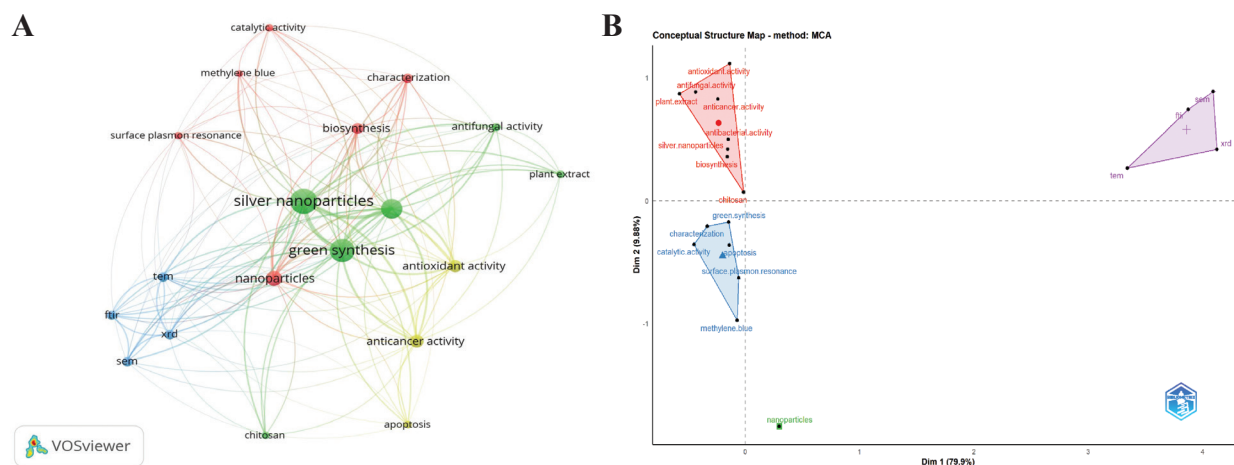 A
catalytic activity
methylene blue
characterization
surface plasmon resonance
biosynthesis
antifungal activity
plant extract
silver nanoparticles
green synthesis
antioxidant activity
nanoparticles
tem
ftir
xrd
sem
anticancer activity
apoptosis
chitosan
VOSviewer
B
Conceptual Structure Map - method: MCA
antioxidant.activity
antifungal.activity
plant.extract
anticancer.activity
antibacterial.activity
silver.nanoparticles
biosynthesis
chitosan
green.synthesis
characterization
catalytic.activity
apoptosis
surface.plasmon.resonance
methylene.blue
nanoparticles
sem
ftir
xrd
tem
1
0
-1
Dim 2 (9.88%)
0
1
2
3
4
Dim 1 (79.9%)